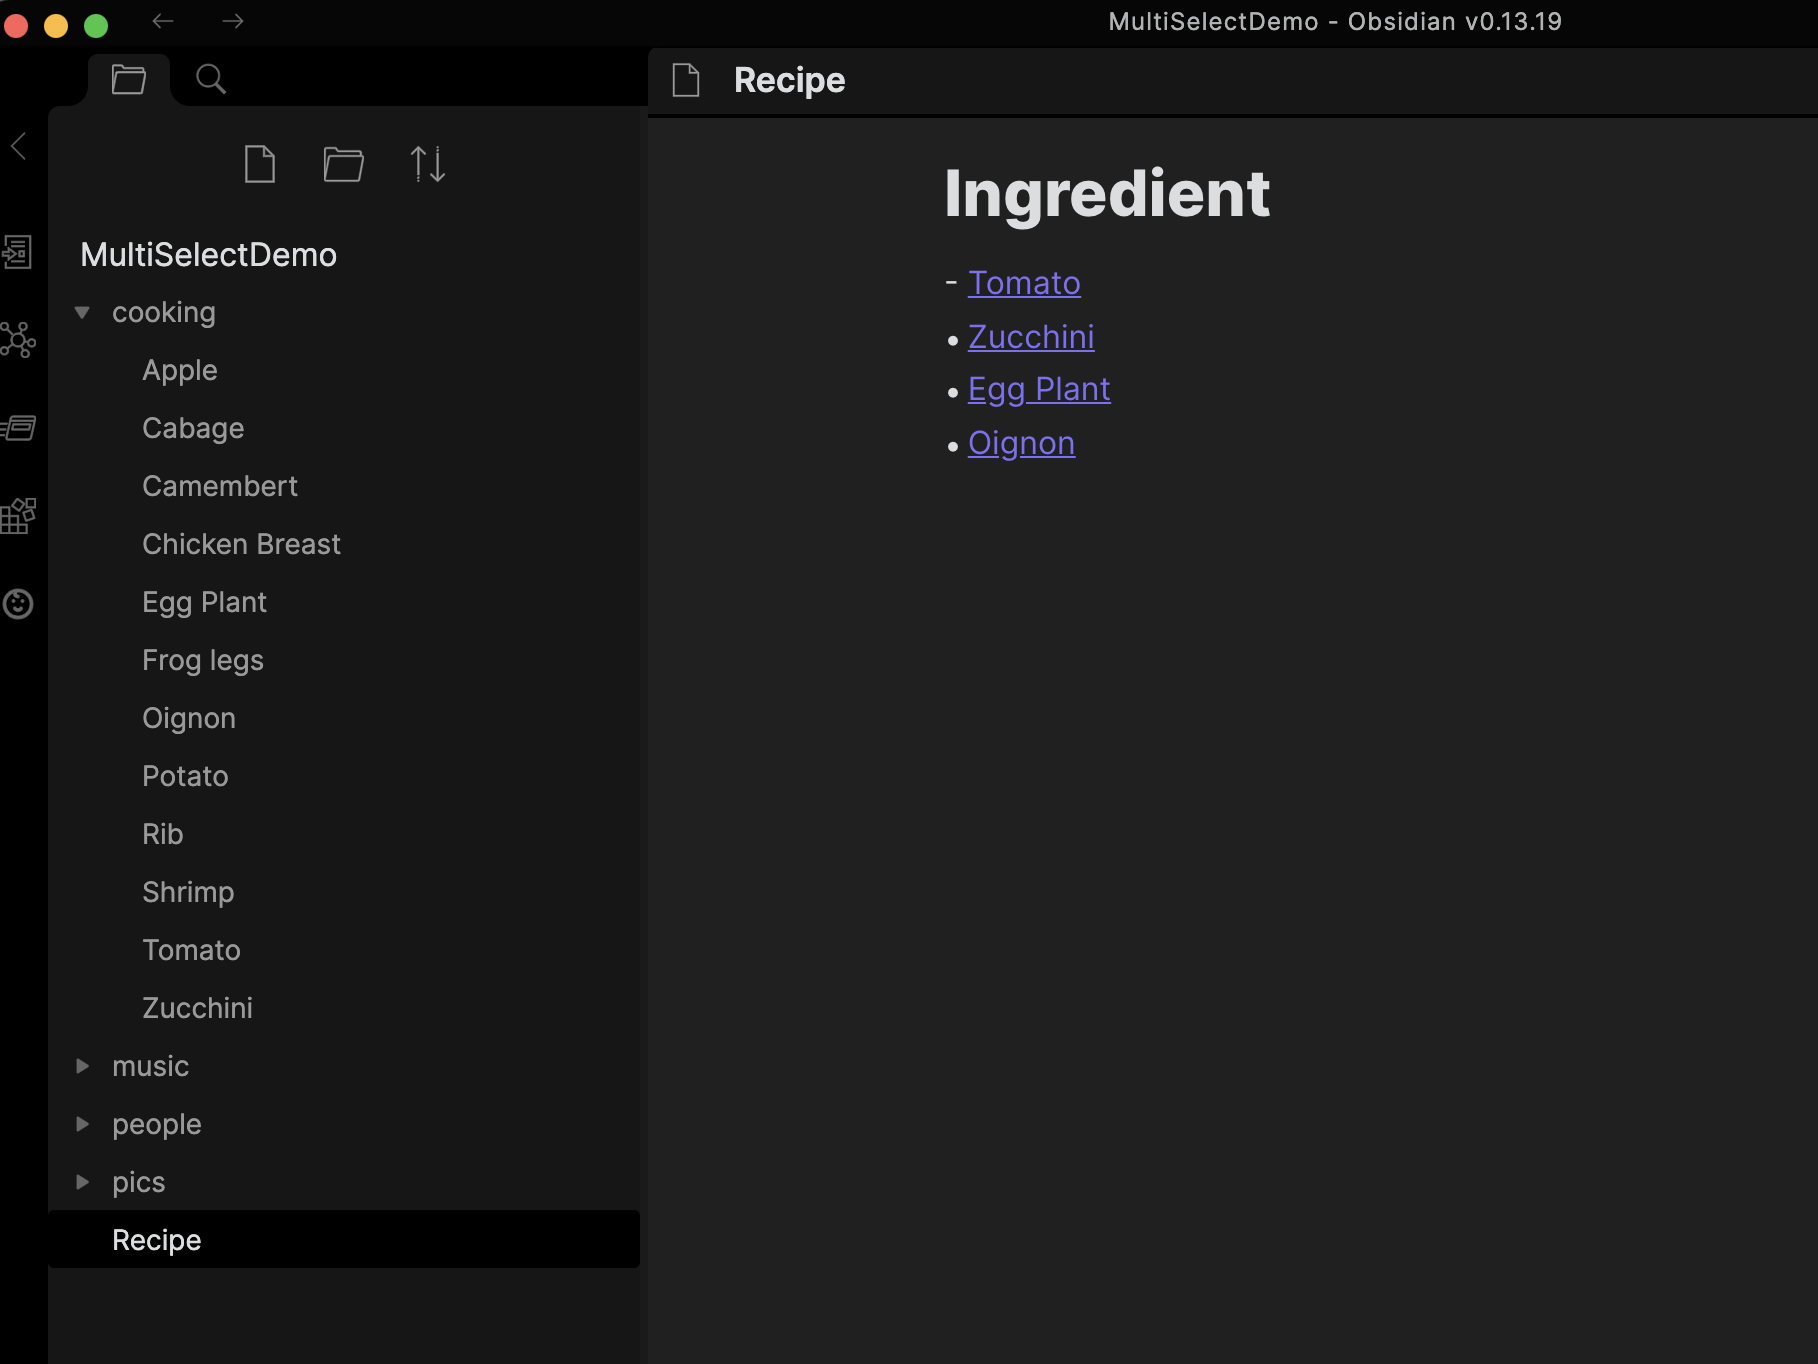 MultiSelectDemo - Obsidian v0.13.19
Recipe
MultiSelectDemo
cooking
Apple
Cabage
Camembert
Chicken Breast
Egg Plant
Frog legs
Oignon
Potato
Rib
Shrimp
Tomato
Zucchini
music
people
pics
Recipe
Ingredient
- Tomato
• Zucchini
• Egg Plant
• Oignon